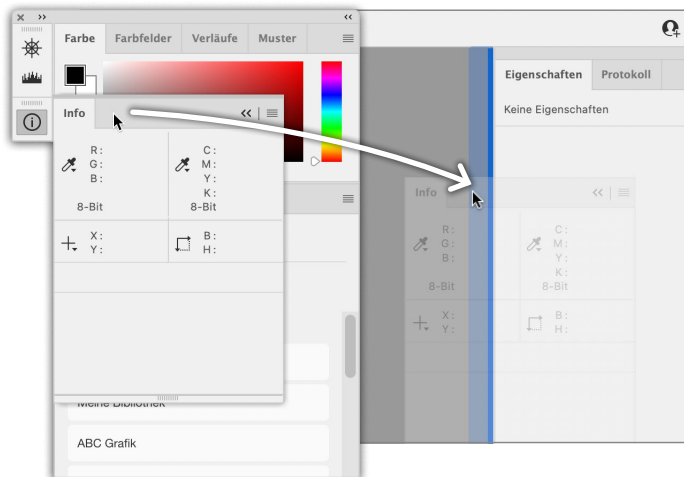 Farbe Farbfelder Verläufe Muster
Info
R:
G:
B:
8-Bit
C:
M:
Y:
K:
8-Bit
X:
Y:
B:
H:
Meine Bibliothek
ABC Grafik
Eigenschaften Protokoll
Keine Eigenschaften
Info
R:
G:
B:
8-Bit
C:
M:
Y:
K:
8-Bit
X:
Y:
B:
H: